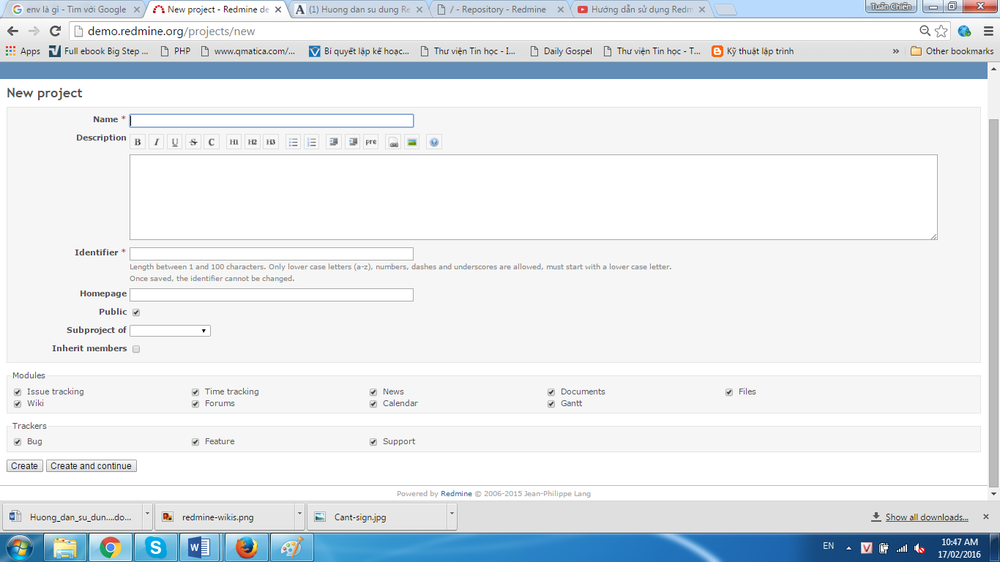 env là gì - Tìm với Google
New project - Redmine de
(1) Huong dan su dung Re
/ - Repository - Redmine
Hướng dẫn sử dụng Redm
Tuấn Chiến
demo.redmine.org/projects/new
Apps
Full ebook Big Step ...
PHP
www.qmatica.com/...
Bí quyết lập kế hoạc...
Thư viện Tin học - I...
Daily Gospel
Thư viện Tin học - T...
Kỹ thuật lập trình
»
Other bookmarks
New project
Name *
Description
B I U S C H1 H2 H3 pre
Identifier *
Length between 1 and 100 characters. Only lower case letters (a-z), numbers, dashes and underscores are allowed, must start with a lower case letter.
Once saved, the identifier cannot be changed.
Homepage
Public
Subproject of
Inherit members
Modules
Issue tracking Time tracking News Documents Files
Wiki Forums Calendar Gantt
Trackers
Bug Feature Support
Create Create and continue
Powered by Redmine © 2006-2015 Jean-Philippe Lang
Huong_dan_su_dun....do...
redmine-wikis.png
Cant-sign.jpg
Show all downloads...
EN
10:47 AM
17/02/2016